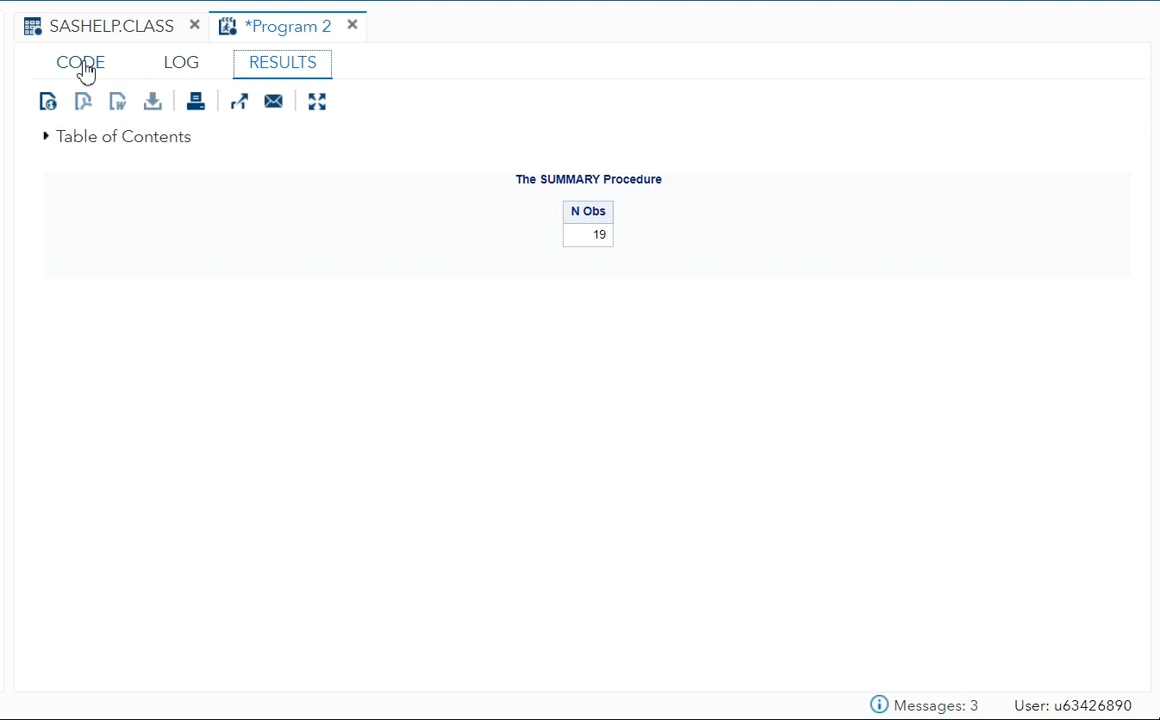 SASHELP.CLASS *Program 2
CODE LOG RESULTS
Table of Contents
The SUMMARY Procedure
N Obs
19
Messages: 3 User: u63426890